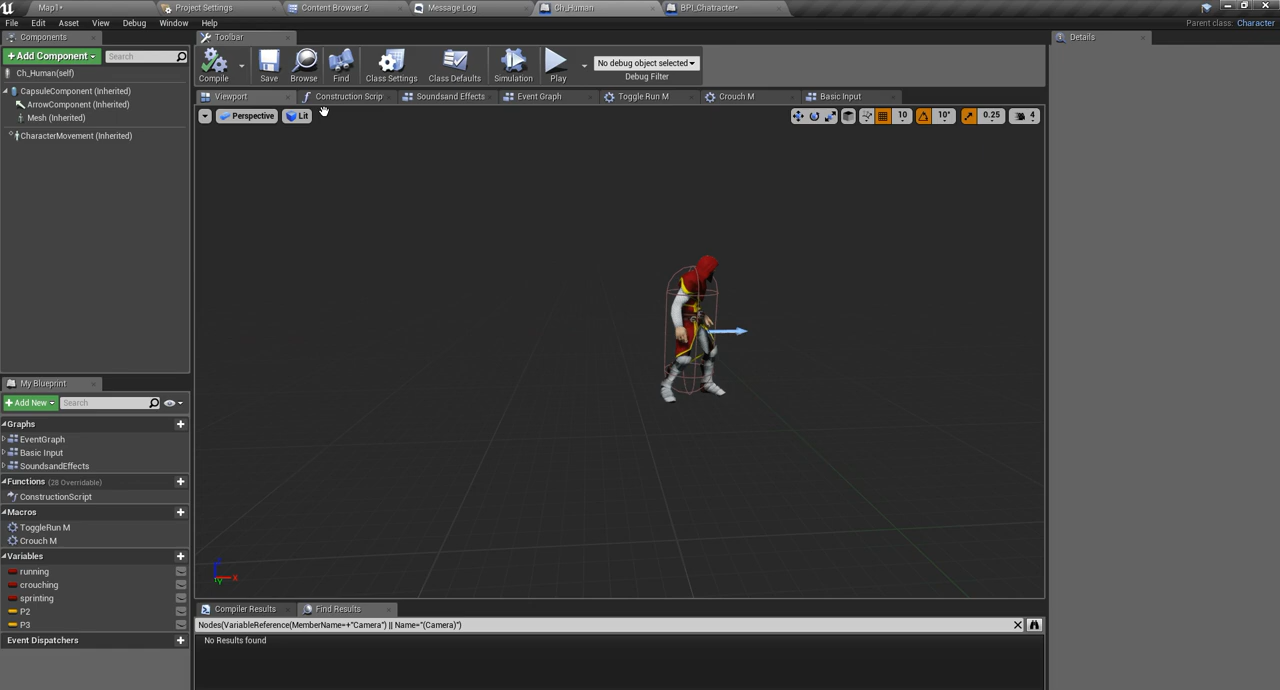 Map1* Project Settings Content Browser 2 Message Log Ch_Human BPI_Chatracter*
File Edit Asset View Debug Window Help
Parent class: Character
Components
Toolbar
Details
+ Add Component Search
Ch_Human(self)
CapsuleComponent (Inherited)
ArrowComponent (Inherited)
Mesh (Inherited)
CharacterMovement (Inherited)
Compile Save Browse Find Class Settings Class Defaults Simulation Play
No debug object selected
Debug Filter
Viewport Construction Scrip SoundsandEffects Event Graph Toggle Run M Crouch M Basic Input
Perspective Lit
10 10° 0.25 4
My Blueprint
+ Add New Search
Graphs
EventGraph
Basic Input
SoundsandEffects
Functions (28 Overridable)
ConstructionScript
Macros
ToggleRun M
Crouch M
Variables
running
crouching
sprinting
P2
P3
Event Dispatchers
X
Compiler Results Find Results
Nodes(VariableReference(MemberName=+"Camera") || Name="(Camera)")
No Results found